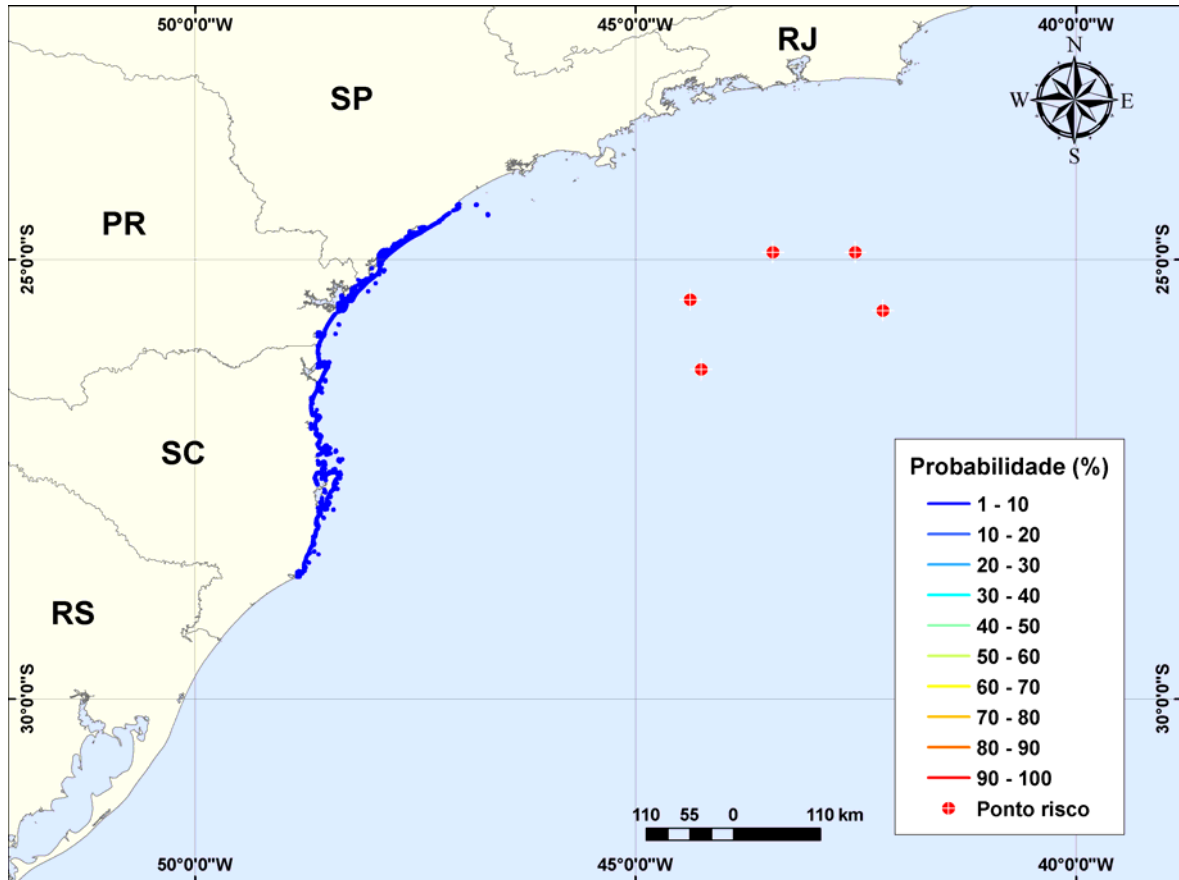 50°0'0"W
45°0'0"W
40°0'0"W
RJ
N
SP
W
E
S
PR
25°0'0"S
25°0'0"S
SC
Probabilidade (%)
1 - 10
10 - 20
20 - 30
30 - 40
40 - 50
50 - 60
60 - 70
70 - 80
80 - 90
90 - 100
Ponto risco
RS
30°0'0"S
30°0'0"S
110 55 0 110 km
50°0'0"W
45°0'0"W
40°0'0"W